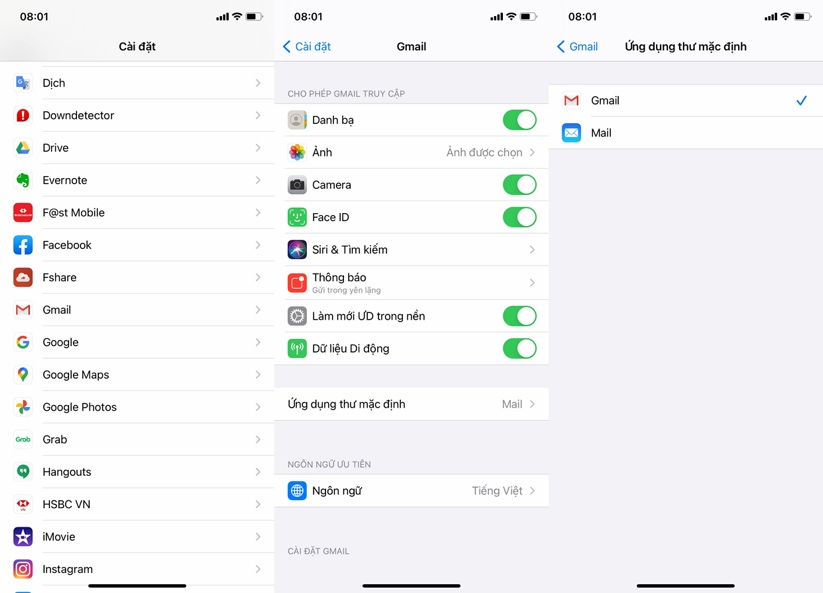 08:01
Cài đặt
Dịch
Downdetector
Drive
Evernote
F@st Mobile
Facebook
Fshare
Gmail
Google
Google Maps
Google Photos
Grab
Grab
Hangouts
HSBC VN
iMovie
Instagram
08:01
Cài đặt
Gmail
CHO PHÉP GMAIL TRUY CẬP
Danh bạ
Ảnh
Ảnh được chọn
Camera
Face ID
Siri & Tìm kiếm
Thông báo
Gửi trong yên lặng
Làm mới ƯD trong nền
Dữ liệu Di động
Ứng dụng thư mặc định
Mail
NGÔN NGỮ ƯU TIÊN
Ngôn ngữ
Tiếng Việt
CÀI ĐẶT GMAIL
08:01
Gmail
Ứng dụng thư mặc định
Gmail
Mail